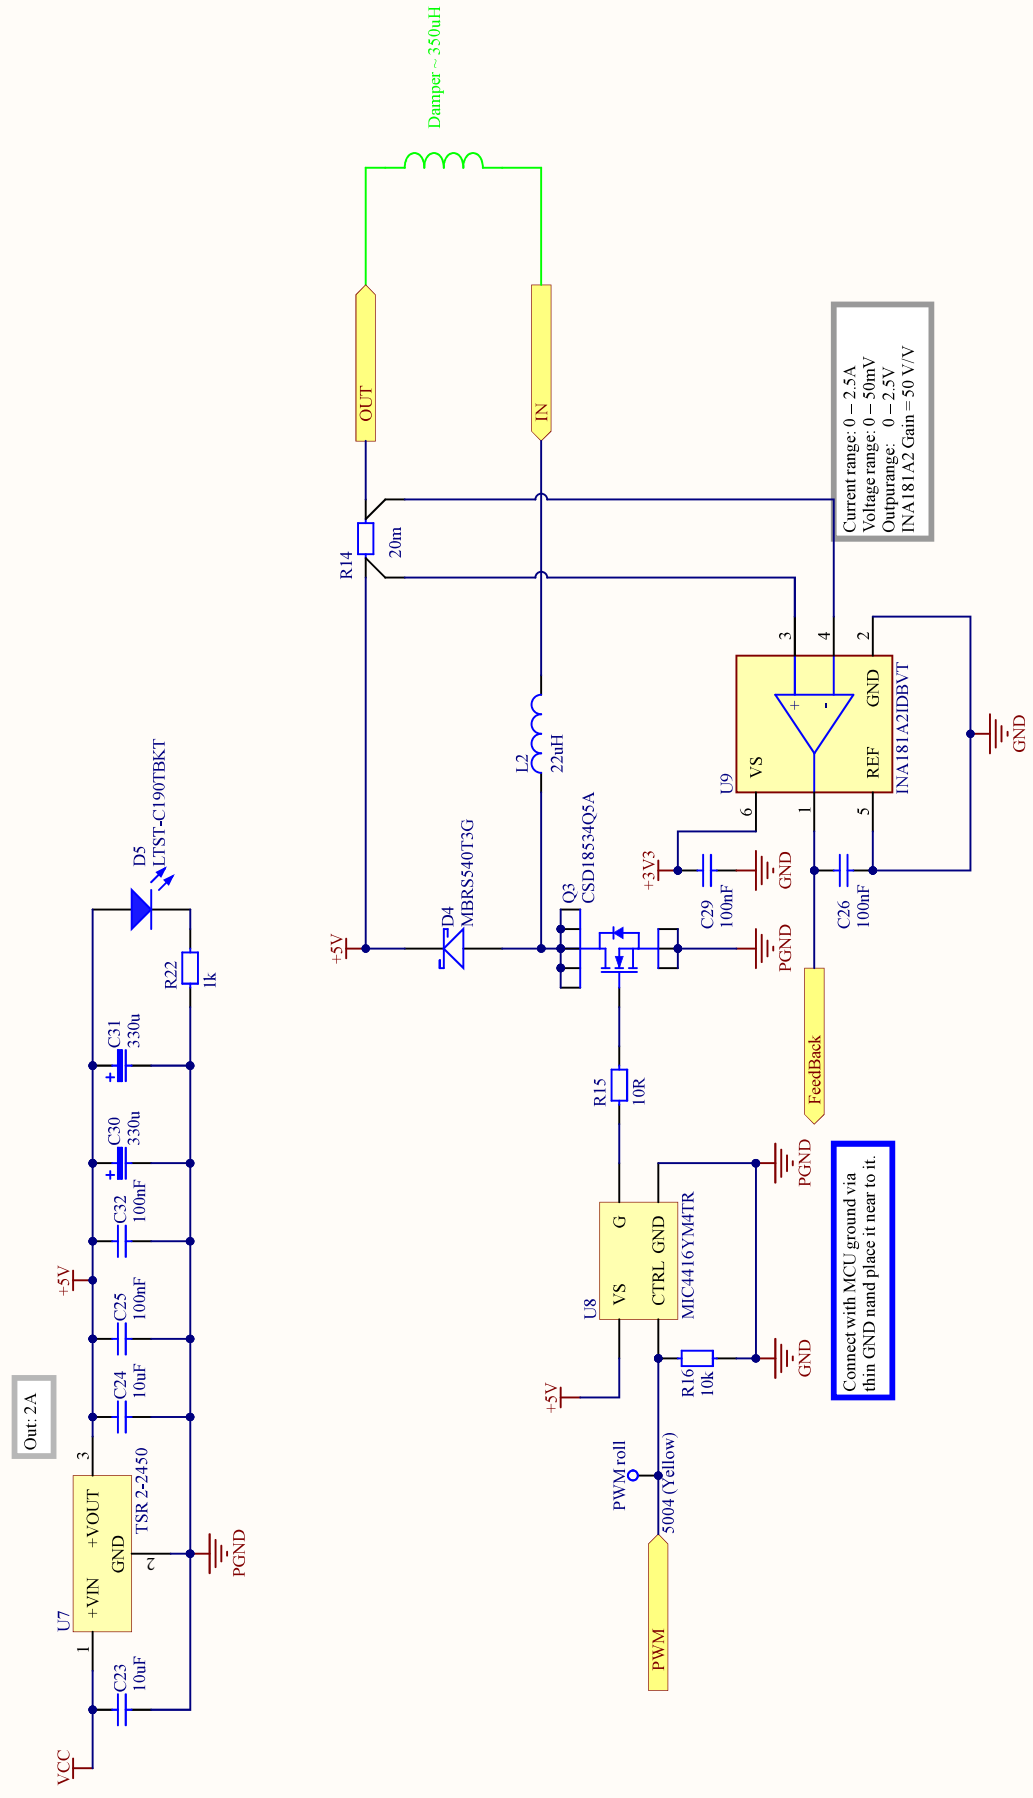 Out: 2A
VCC
C23
10uF
U7
1
+VIN
+VOUT
GND
3
2
TSR 2-2450
PGND
C24
10uF
C25
100nF
+5V
C32
100nF
C30
330u
+
C31
330u
+
R22
1k
D5
LTST-C190TBKT
+5V
D4
MBRS540T3G
R14
20m
OUT
IN
Damper ~ 350uH
L2
22uH
Q3
CSD18534Q5A
PGND
R15
10R
+5V
U8
VS
G
CTRL
GND
MIC4416YM4TR
PWM roll
5004 (Yellow)
PWM
R16
10k
GND
PGND
+3V3
C29
100nF
GND
U9
VS
REF
GND
+
-
6
1
5
3
4
2
INA181A2IDBVT
C26
100nF
FeedBack
GND
Connect with MCU ground via
thin GND nand place it near to it.
Current range: 0 – 2.5A
Voltage range: 0 – 50mV
Outpurange: 0 – 2.5V
INA181A2 Gain = 50 V/V